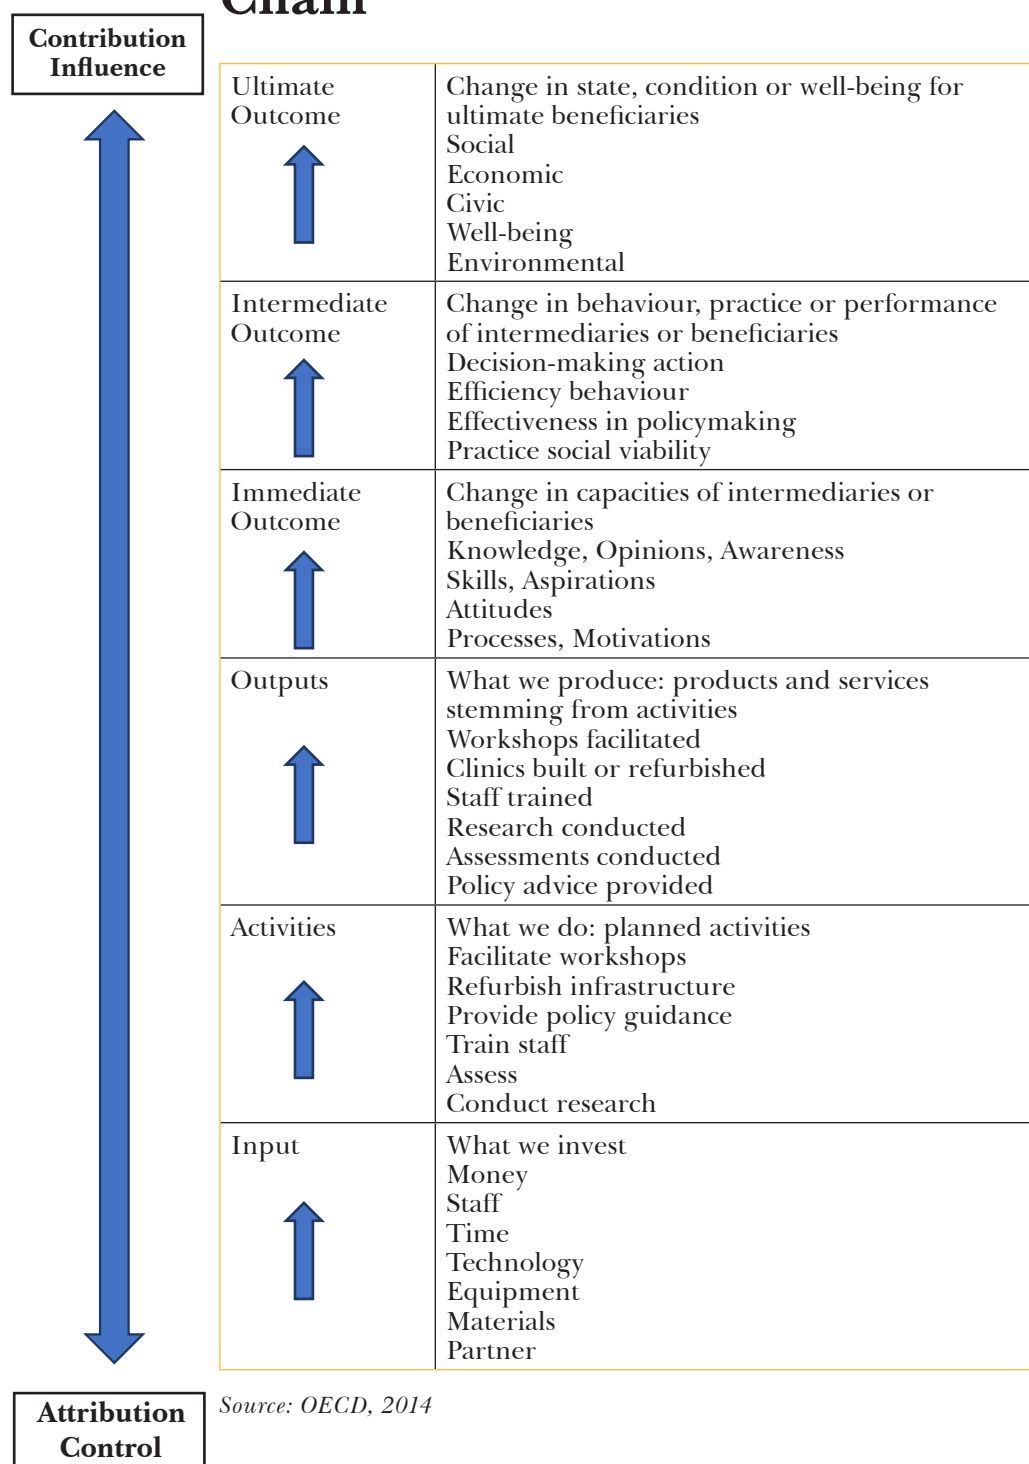 Chain
Contribution
Influence
Ultimate
Outcome
Change in state, condition or well-being for
ultimate beneficiaries
Social
Economic
Civic
Well-being
Environmental
Intermediate
Outcome
Change in behaviour, practice or performance
of intermediaries or beneficiaries
Decision-making action
Efficiency behaviour
Effectiveness in policymaking
Practice social viability
Immediate
Outcome
Change in capacities of intermediaries or
beneficiaries
Knowledge, Opinions, Awareness
Skills, Aspirations
Attitudes
Processes, Motivations
Outputs
What we produce: products and services
stemming from activities
Workshops facilitated
Clinics built or refurbished
Staff trained
Research conducted
Assessments conducted
Policy advice provided
Activities
What we do: planned activities
Facilitate workshops
Refurbish infrastructure
Provide policy guidance
Train staff
Assess
Conduct research
Input
What we invest
Money
Staff
Time
Technology
Equipment
Materials
Partner
Attribution
Control
Source: OECD, 2014